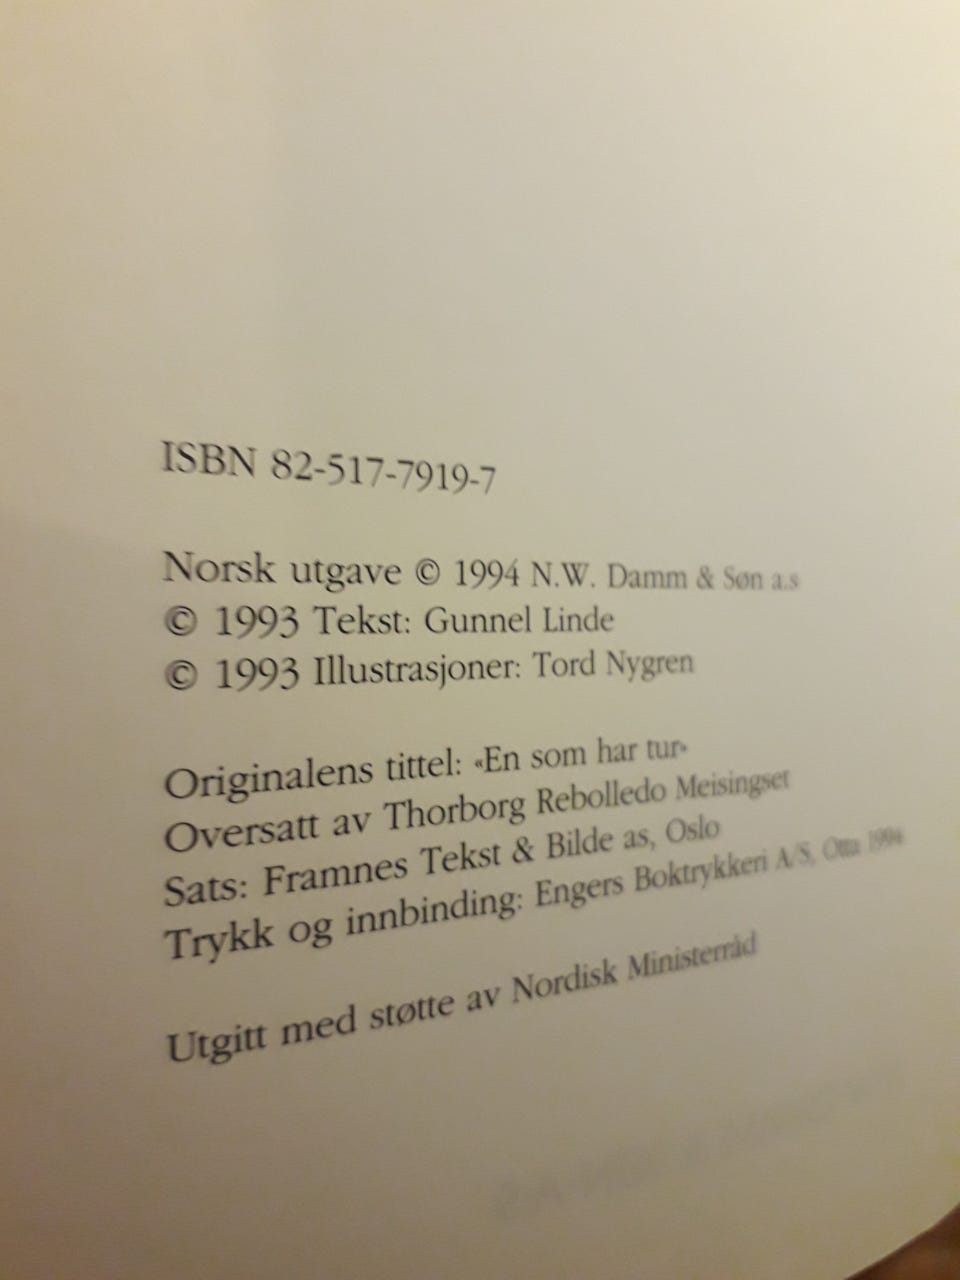 ISBN 82-517-7919-7
Norsk utgave © 1994 N.W. Damm & Søn a.s
© 1993 Tekst: Gunnel Linde
© 1993 Illustrasjoner: Tord Nygren
Originalens tittel: «En som har tur»
Oversatt av Thorborg Rebolledo Meisingset
Sats: Framnes Tekst & Bilde as, Oslo
Trykk og innbinding: Engers Boktrykkeri A/S, Otta 1994
Utgitt med støtte av Nordisk Ministerråd